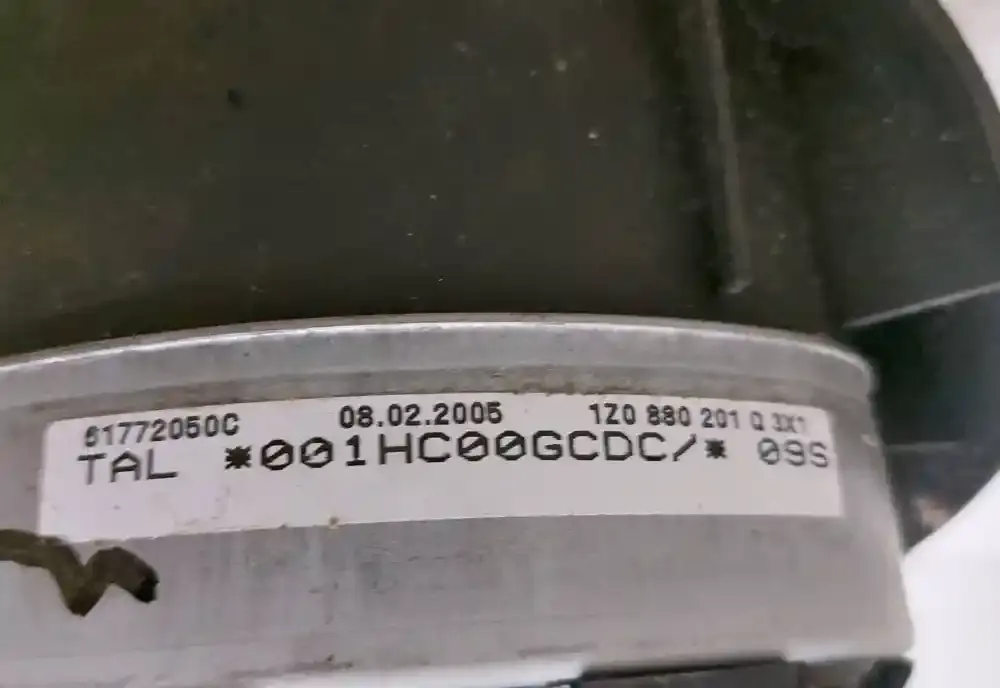 61772050C 08.02.2005 1Z0 880 201 Q 3X1
TAL *001HC00GCDC/* 09S